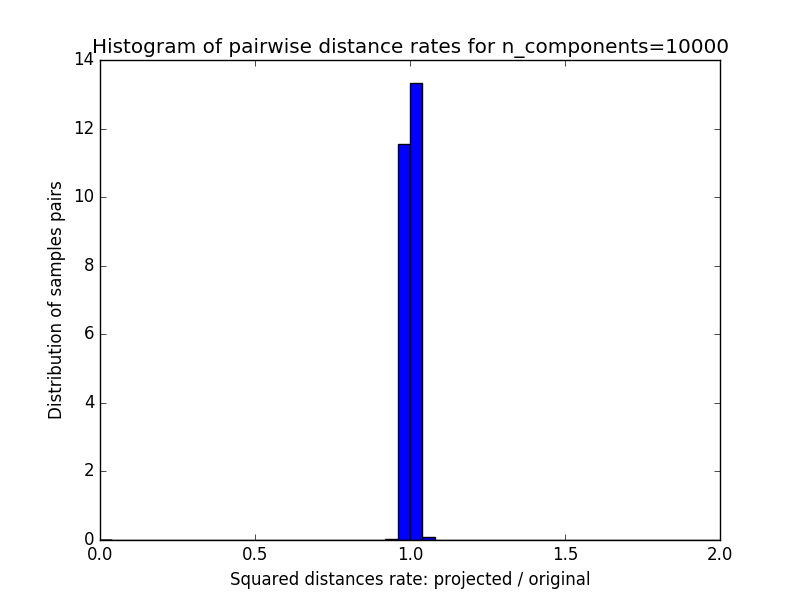 Histogram of pairwise distance rates for n_components=10000
14
12
10
8
6
4
2
0
Distribution of samples pairs
0.0 0.5 1.0 1.5 2.0
Squared distances rate: projected / original